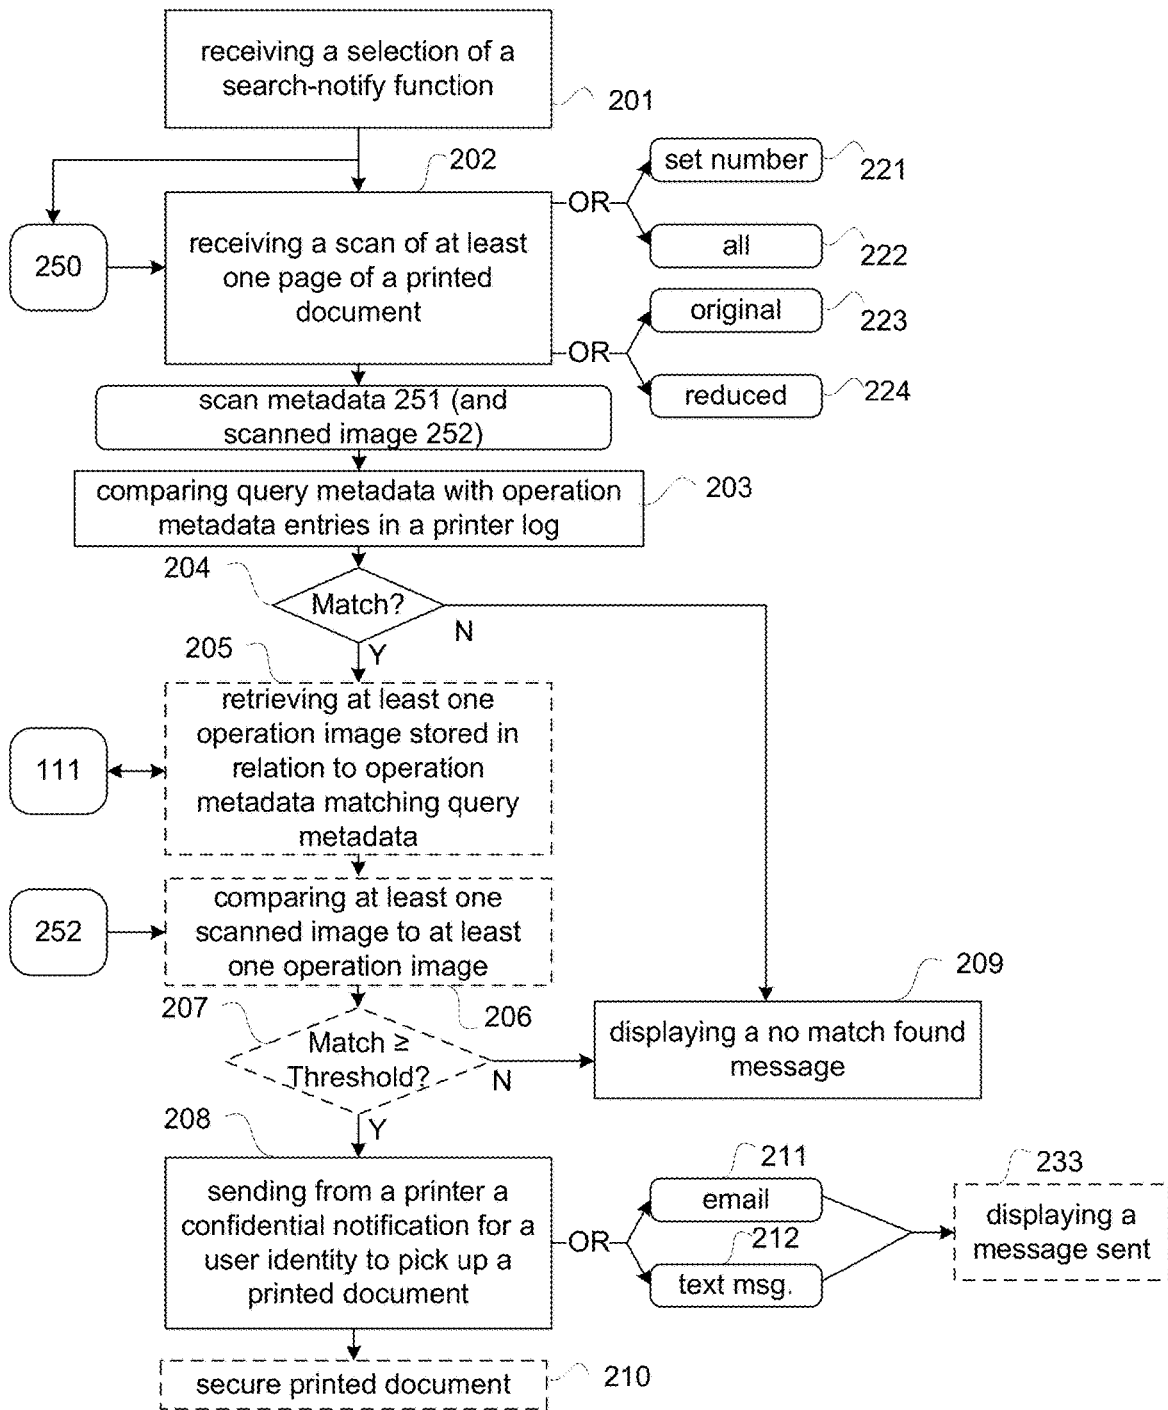 receiving a selection of a
search-notify function
201
202
OR
set number
221
all
222
250
receiving a scan of at least
one page of a printed
document
OR
original
223
reduced
224
scan metadata 251 (and
scanned image 252)
comparing query metadata with operation
metadata entries in a printer log
203
204
Match?
N
Y
205
retrieving at least one
operation image stored in
relation to operation
metadata matching query
metadata
111
comparing at least one
scanned image to at least
one operation image
252
206
207
Match ≥
Threshold?
N
Y
209
displaying a no match found
message
208
sending from a printer a
confidential notification for a
user identity to pick up a
printed document
OR
211
email
212
text msg.
233
displaying a
message sent
secure printed document
210